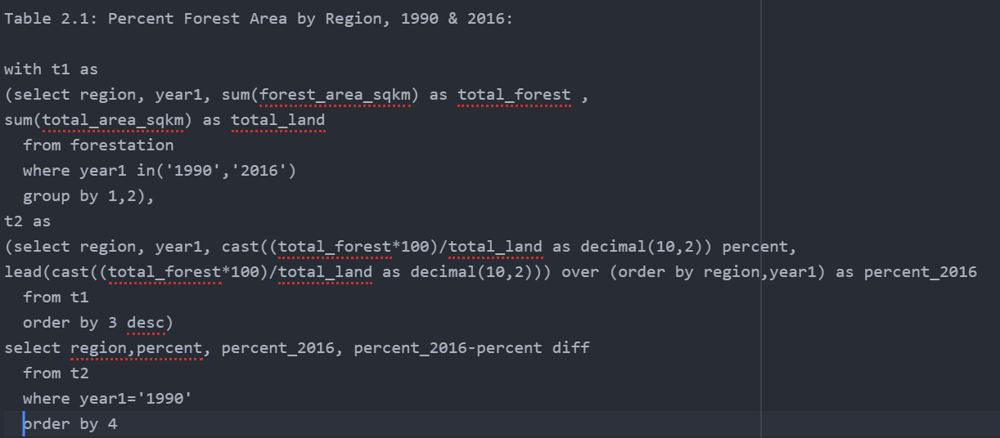 Table 2.1: Percent Forest Area by Region, 1990 & 2016:
with t1 as
(select region, year1, sum(forest_area_sqkm) as total_forest ,
sum(total_area_sqkm) as total_land
from forestation
where year1 in('1990','2016')
group by 1,2),
t2 as
(select region, year1, cast((total_forest*100)/total_land as decimal(10,2)) percent,
lead(cast((total_forest*100)/total_land as decimal(10,2))) over (order by region,year1) as percent_2016
from t1
order by 3 desc)
select region,percent, percent_2016, percent_2016-percent diff
from t2
where year1='1990'
order by 4